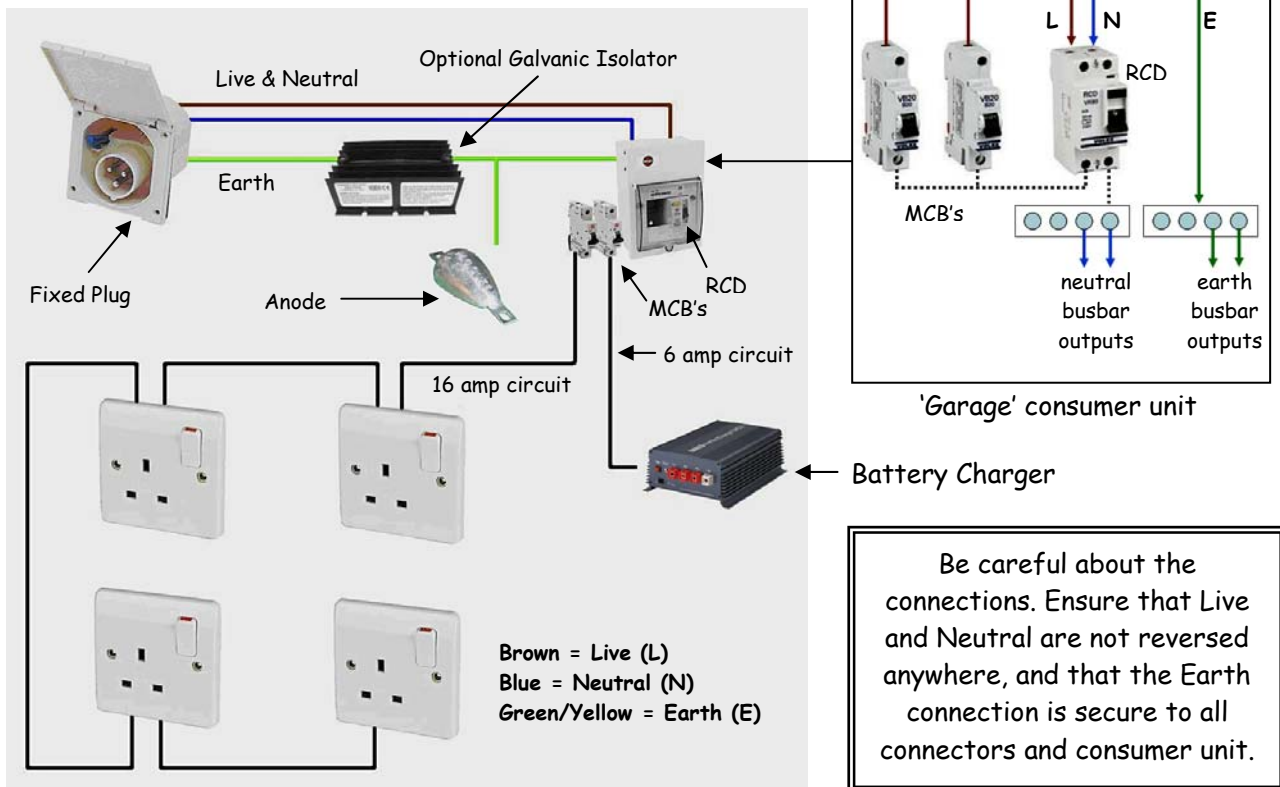 Optional Galvanic Isolator
Live & Neutral
Earth
Fixed Plug
Anode
RCD
MCB's
6 amp circuit
16 amp circuit
Brown = Live (L)
Blue = Neutral (N)
Green/Yellow = Earth (E)
L
N
E
RCD
MCB's
neutral
busbar
outputs
earth
busbar
outputs
'Garage' consumer unit
Battery Charger
Be careful about the
connections. Ensure that Live
and Neutral are not reversed
anywhere, and that the Earth
connection is secure to all
connectors and consumer unit.